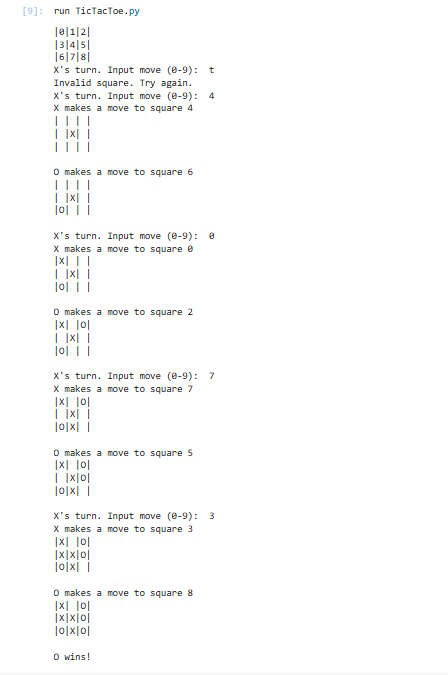 [9]: run TicTacToe.py
|0|1|2|
|3|4|5|
|6|7|8|
X's turn. Input move (0-9):  t
Invalid square. Try again.
X's turn. Input move (0-9):  4
X makes a move to square 4
| | | |
| |X| |
| | | |
O makes a move to square 6
| | | |
| |X| |
|O| | |
X's turn. Input move (0-9):  0
X makes a move to square 0
|X| | |
| |X| |
|O| | |
O makes a move to square 2
|X| |O|
| |X| |
|O| | |
X's turn. Input move (0-9):  7
X makes a move to square 7
|X| |O|
| |X| |
|O|X| |
O makes a move to square 5
|X| |O|
| |X|O|
|O|X| |
X's turn. Input move (0-9):  3
X makes a move to square 3
|X| |O|
|X|X|O|
|O|X| |
O makes a move to square 8
|X| |O|
|X|X|O|
|O|X|O|
O wins!